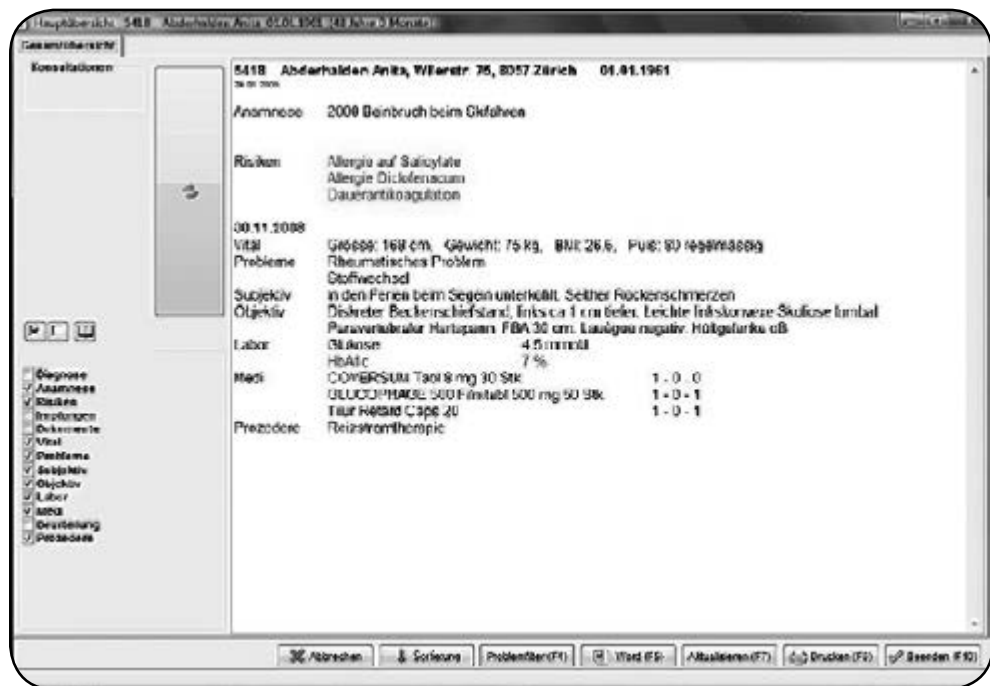 Hauptübersicht: 5418 Abderhalden Anita 01.01.1961 (48 Jahre
Gesamtübersicht
Konsultationen
5418 Abderhalden Anita, 76, 8057 Zürich 01.01.1961
Anamnese 2000 Beinbruch beim Skifahren
Risiken Allergie auf Salicylate
Allergie Diclofenacum
Dauerantikoagulation
30.11.2008
Vital Grösse: 168 cm, Gewicht: 75 kg, BMI: 26.6, Puls: 80 regelmässig
Probleme Rheumatisches Problem
Stoffwechsel
Subjektiv in den Ferien beim Segeln unterkühlt. Seither Rückenschmerzen
Objektiv Diskreter Beckenschiefstand, links ca 1 cm tiefer. Leichte linkskonvexe Skoliose lumbal
Paravertebraler Hartspann. FBA 30 cm. Lasègue negativ. Hüftgelenke oB
Labor Glukose 4.5 mmol/l
HbA1c 7 %
Medi COVERSUM Tabl 8 mg 30 Stk 1 - 0 - 0
GLUCOPHAGE 500 Filmtabl 500 mg 50 Stk 1 - 0 - 1
Retard Caps 20 1 - 0 - 1
Prozedere Reizstromtherapie
Diagnose
Anamnese
Risiken
Impfungen
Dokumente
Vital
Probleme
Subjektiv
Objektiv
Labor
Medi
Beurteilung
Prozedere
Abbrechen Sortierung Problemfilter (F4) Word (F5) Aktualisieren (F7) Drucken Beenden (F10)